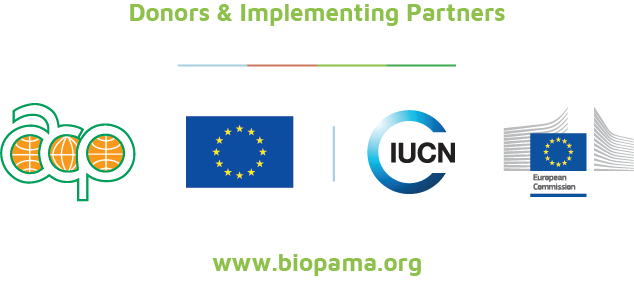 Donors & Implementing Partners
acp
IUCN
European
Commission
www.biopama.org